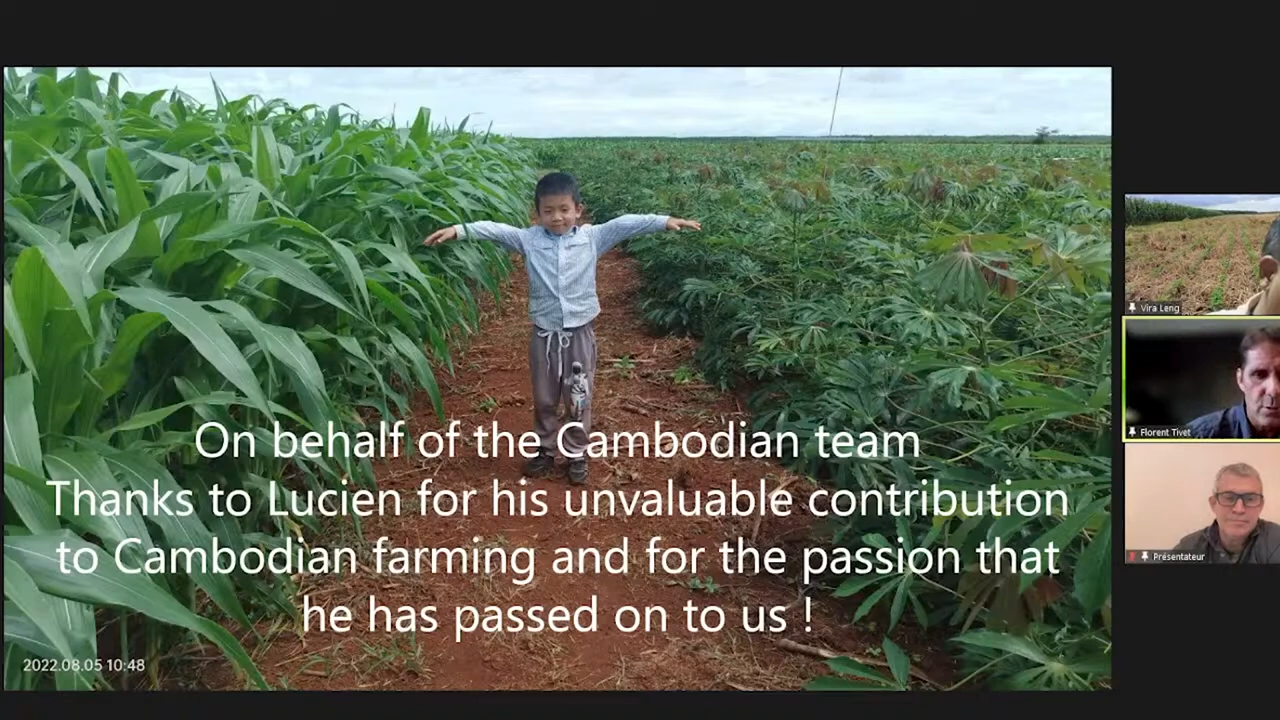 On behalf of the Cambodian team
Thanks to Lucien for his unvaluable contribution
to Cambodian farming and for the passion that
he has passed on to us !
2022.08.05 10:48
Vira Leng
Florent Tivet
Présentateur